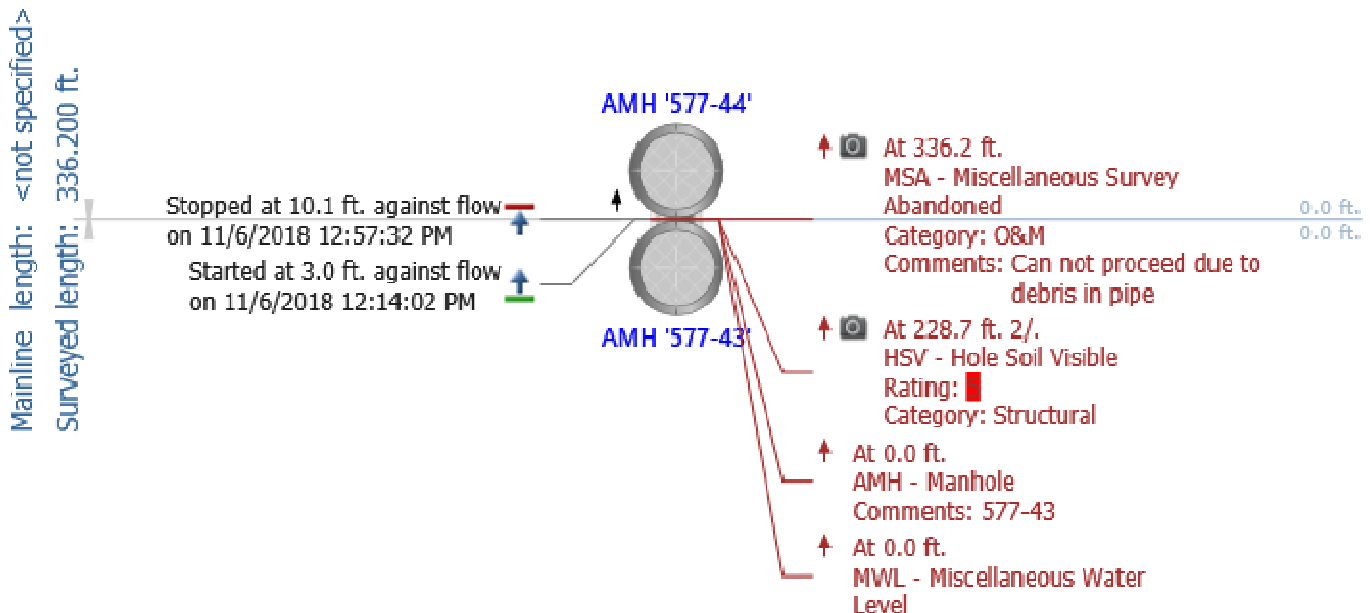 Mainline length: <not specified>
Surveyed length: 336.200 ft.
AMH '577-44'
Stopped at 10.1 ft. against flow
on 11/6/2018 12:57:32 PM
Started at 3.0 ft. against flow
on 11/6/2018 12:14:02 PM
AMH '577-43'
At 336.2 ft.
MSA - Miscellaneous Survey
Abandoned
Category: O&M
Comments: Can not proceed due to
debris in pipe
0.0 ft.
0.0 ft.
At 228.7 ft. 2/.
HSV - Hole Soil Visible
Rating:
Category: Structural
At 0.0 ft.
AMH - Manhole
Comments: 577-43
At 0.0 ft.
MWL - Miscellaneous Water
Level